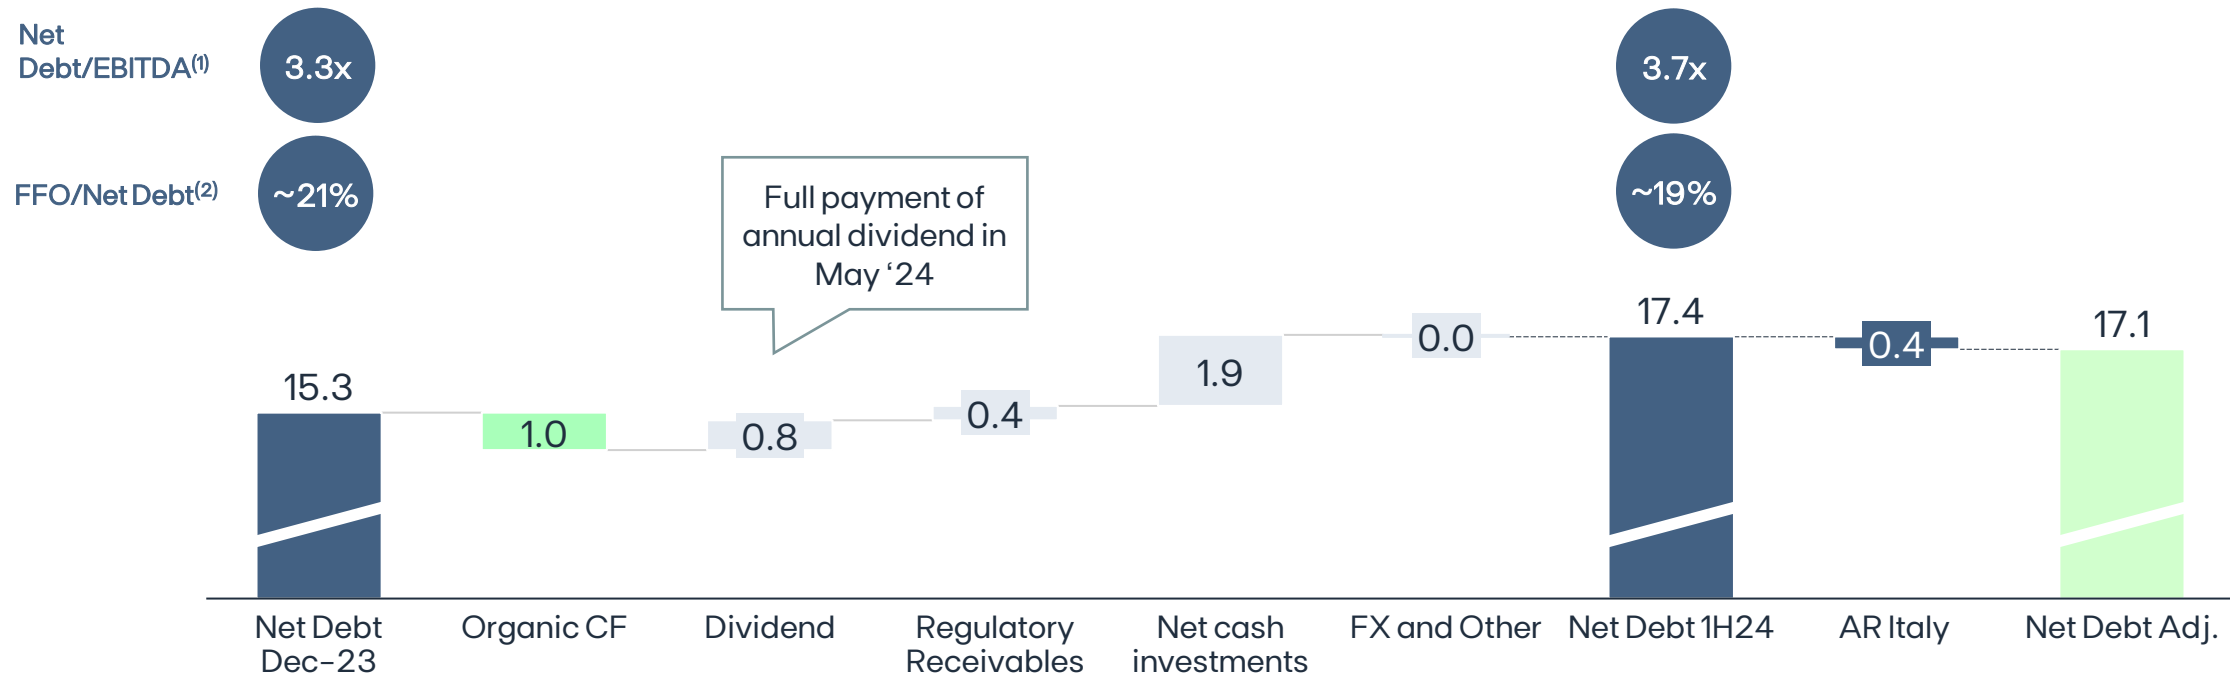 Net
Debt/EBITDA(1)
3.3x
3.7x
FFO/Net Debt(2)
~21%
~19%
Full payment of
annual dividend in
May ‘24
15.3
1.0
0.8
0.4
1.9
0.0
17.4
0.4
17.1
Net Debt
Dec-23
Organic CF
Dividend
Regulatory
Receivables
Net cash
investments
FX and Other
Net Debt 1H24
AR Italy
Net Debt Adj.